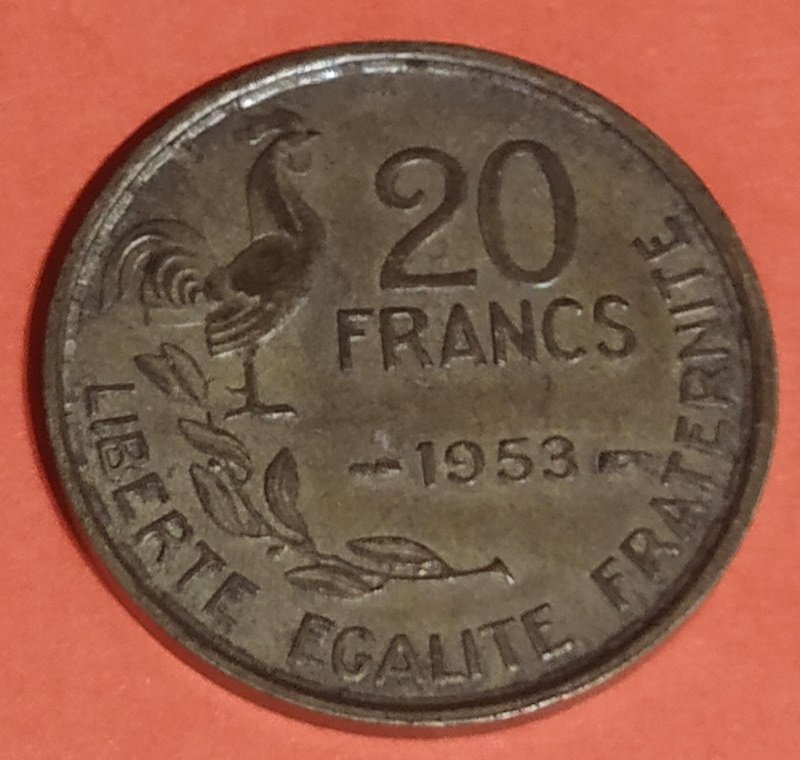 20
FRANCS
1953
LIBERTE EGALITE FRATERNITE